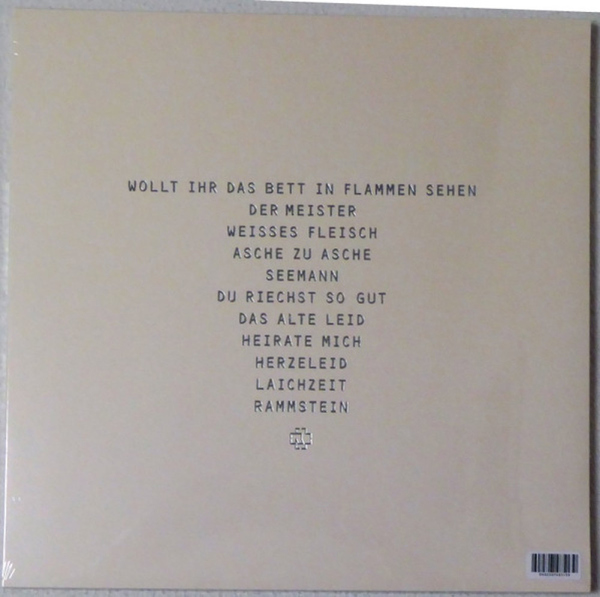 WOLLT IHR DAS BETT IN FLAMMEN SEHEN
DER MEISTER
WEISSES FLEISCH
ASCHE ZU ASCHE
SEEMANN
DU RIECHST SO GUT
DAS ALTE LEID
HEIRATE MICH
HERZELEID
LAICHZEIT
RAMMSTEIN